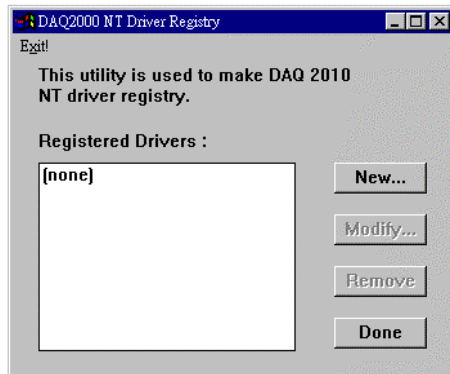 DAQ2000 NT Driver Registry
Exit!
This utility is used to make DAQ 2010
NT driver registry.
Registered Drivers :
(none)
New...
Modify...
Remove
Done